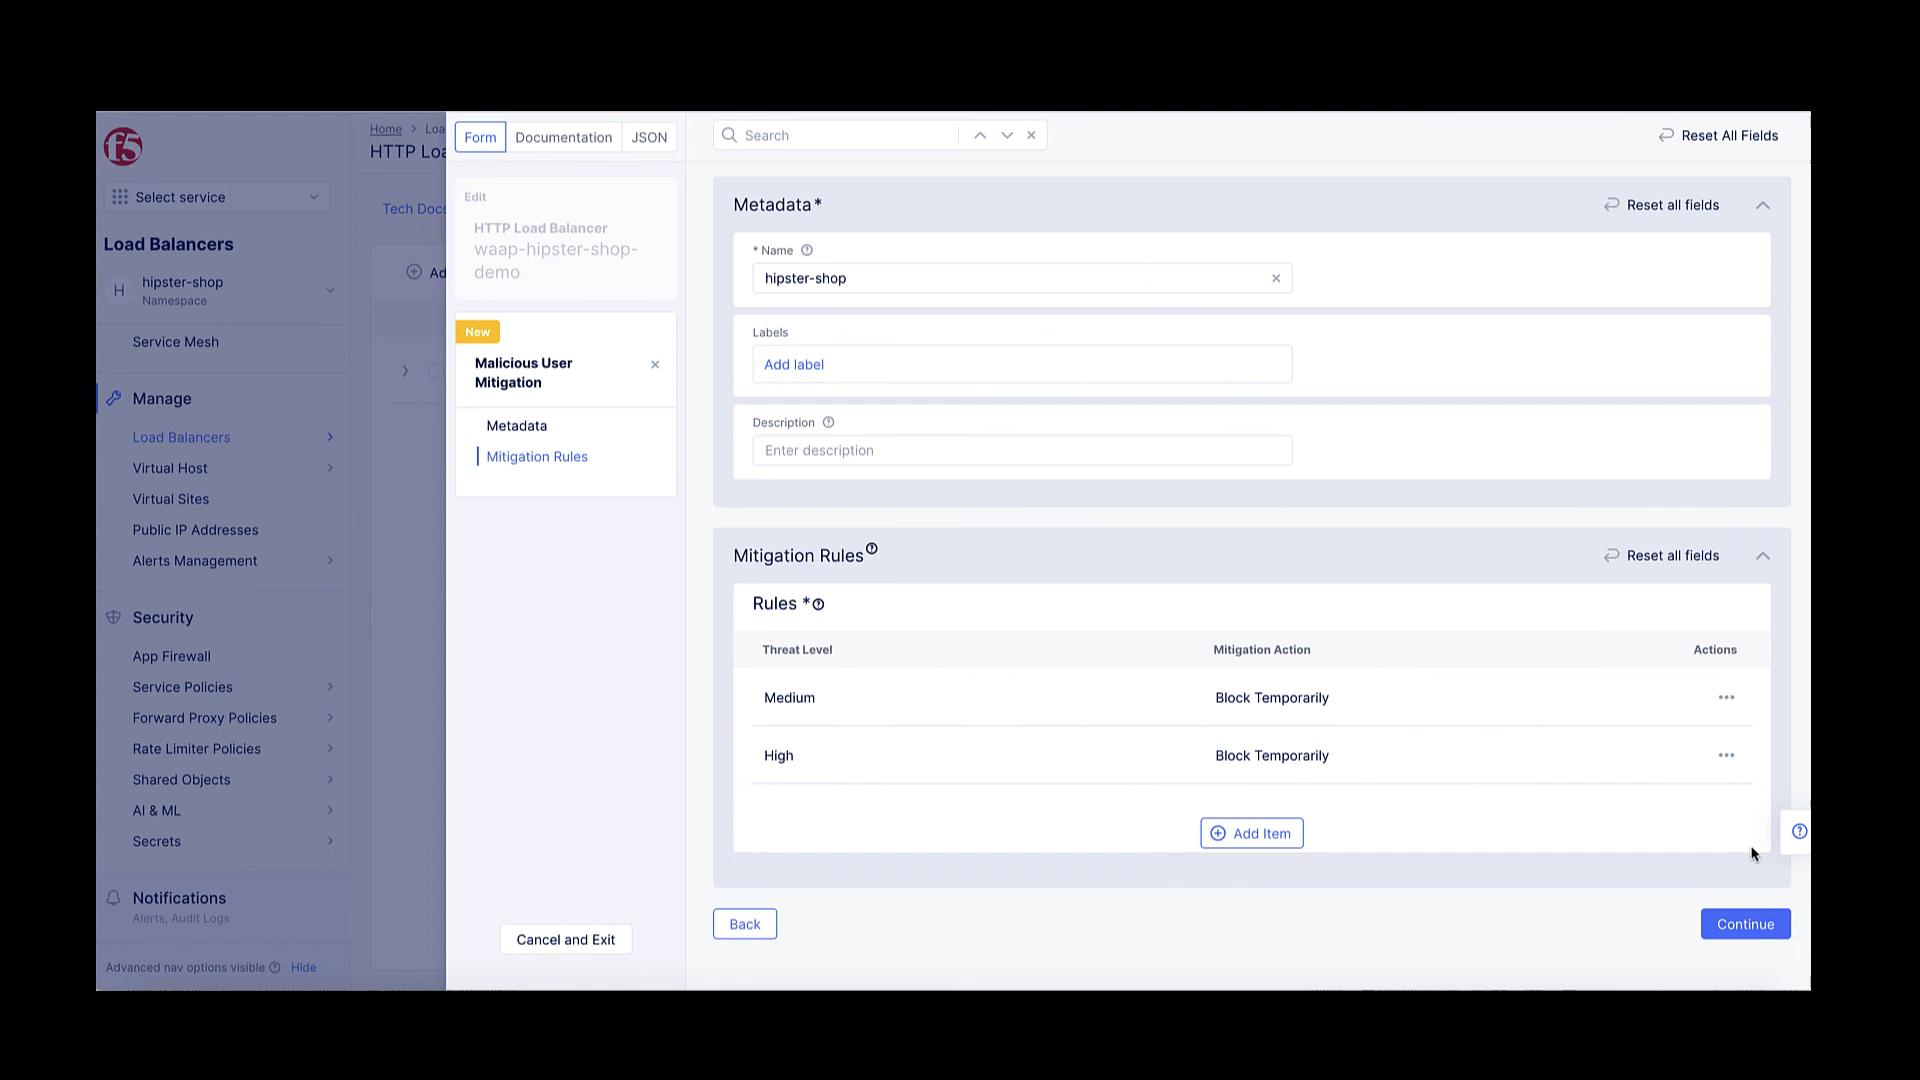 f5
Select service
Load Balancers
H
hipster-shop
Namespace
Service Mesh
Manage
Load Balancers
Virtual Host
Virtual Sites
Public IP Addresses
Alerts Management
Security
App Firewall
Service Policies
Forward Proxy Policies
Rate Limiter Policies
Shared Objects
AI & ML
Secrets
Notifications
Alerts, Audit Logs
Advanced nav options visible Hide
Home > Loa
HTTP Loa
Tech Docs
Ad
Form Documentation JSON
Edit
HTTP Load Balancer
waap-hipster-shop-
demo
New
Malicious User
Mitigation
Metadata
Mitigation Rules
Cancel and Exit
Search
Reset All Fields
Metadata*
Reset all fields
* Name
hipster-shop
Labels
Add label
Description
Enter description
Mitigation Rules
Reset all fields
Rules *
Threat Level Mitigation Action Actions
Medium Block Temporarily
High Block Temporarily
Add Item
Back
Continue